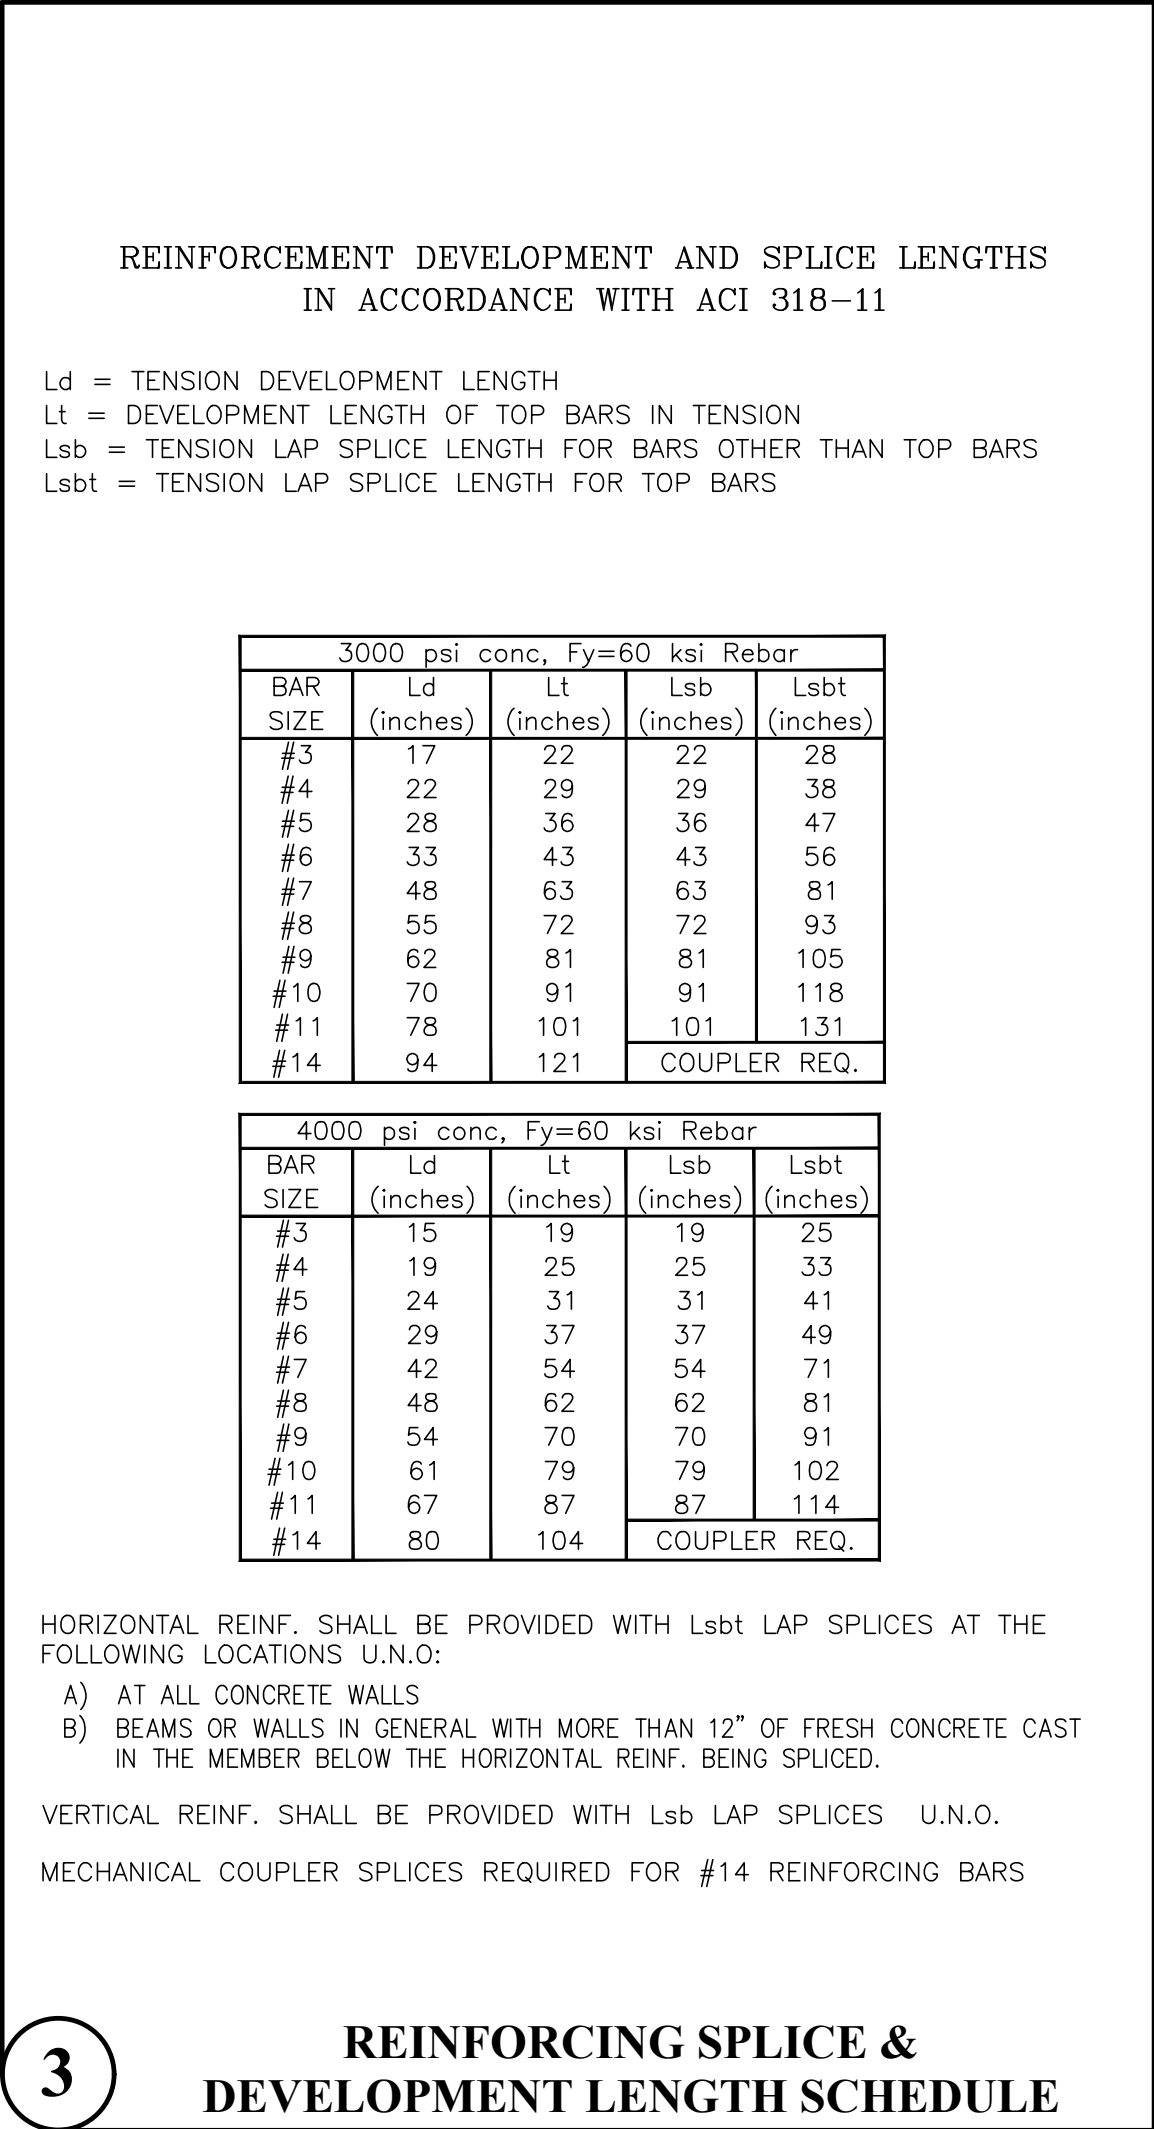 REINFORCEMENT DEVELOPMENT AND SPLICE LENGTHS
IN ACCORDANCE WITH ACI 318-11
Ld = TENSION DEVELOPMENT LENGTH
Lt = DEVELOPMENT LENGTH OF TOP BARS IN TENSION
Lsb = TENSION LAP SPLICE LENGTH FOR BARS OTHER THAN TOP BARS
Lsbt = TENSION LAP SPLICE LENGTH FOR TOP BARS
3000 psi conc, Fy=60 ksi Rebar
BAR Ld Lt Lsb Lsbt
SIZE (inches) (inches) (inches) (inches)
#3 17 22 22 28
#4 22 29 29 38
#5 28 36 36 47
#6 33 43 43 56
#7 48 63 63 81
#8 55 72 72 93
#9 62 81 81 105
#10 70 91 91 118
#11 78 101 101 131
#14 94 121 COUPLER REQ.
4000 psi conc, Fy=60 ksi Rebar
BAR Ld Lt Lsb Lsbt
SIZE (inches) (inches) (inches) (inches)
#3 15 19 19 25
#4 19 25 25 33
#5 24 31 31 41
#6 29 37 37 49
#7 42 54 54 71
#8 48 62 62 81
#9 54 70 70 91
#10 61 79 79 102
#11 67 87 87 114
#14 80 104 COUPLER REQ.
HORIZONTAL REINF. SHALL BE PROVIDED WITH Lsbt LAP SPLICES AT THE
FOLLOWING LOCATIONS U.N.O:
A) AT ALL CONCRETE WALLS
B) BEAMS OR WALLS IN GENERAL WITH MORE THAN 12" OF FRESH CONCRETE CAST
IN THE MEMBER BELOW THE HORIZONTAL REINF. BEING SPLICED.
VERTICAL REINF. SHALL BE PROVIDED WITH Lsb LAP SPLICES U.N.O.
MECHANICAL COUPLER SPLICES REQUIRED FOR #14 REINFORCING BARS
3
REINFORCING SPLICE &
DEVELOPMENT LENGTH SCHEDULE